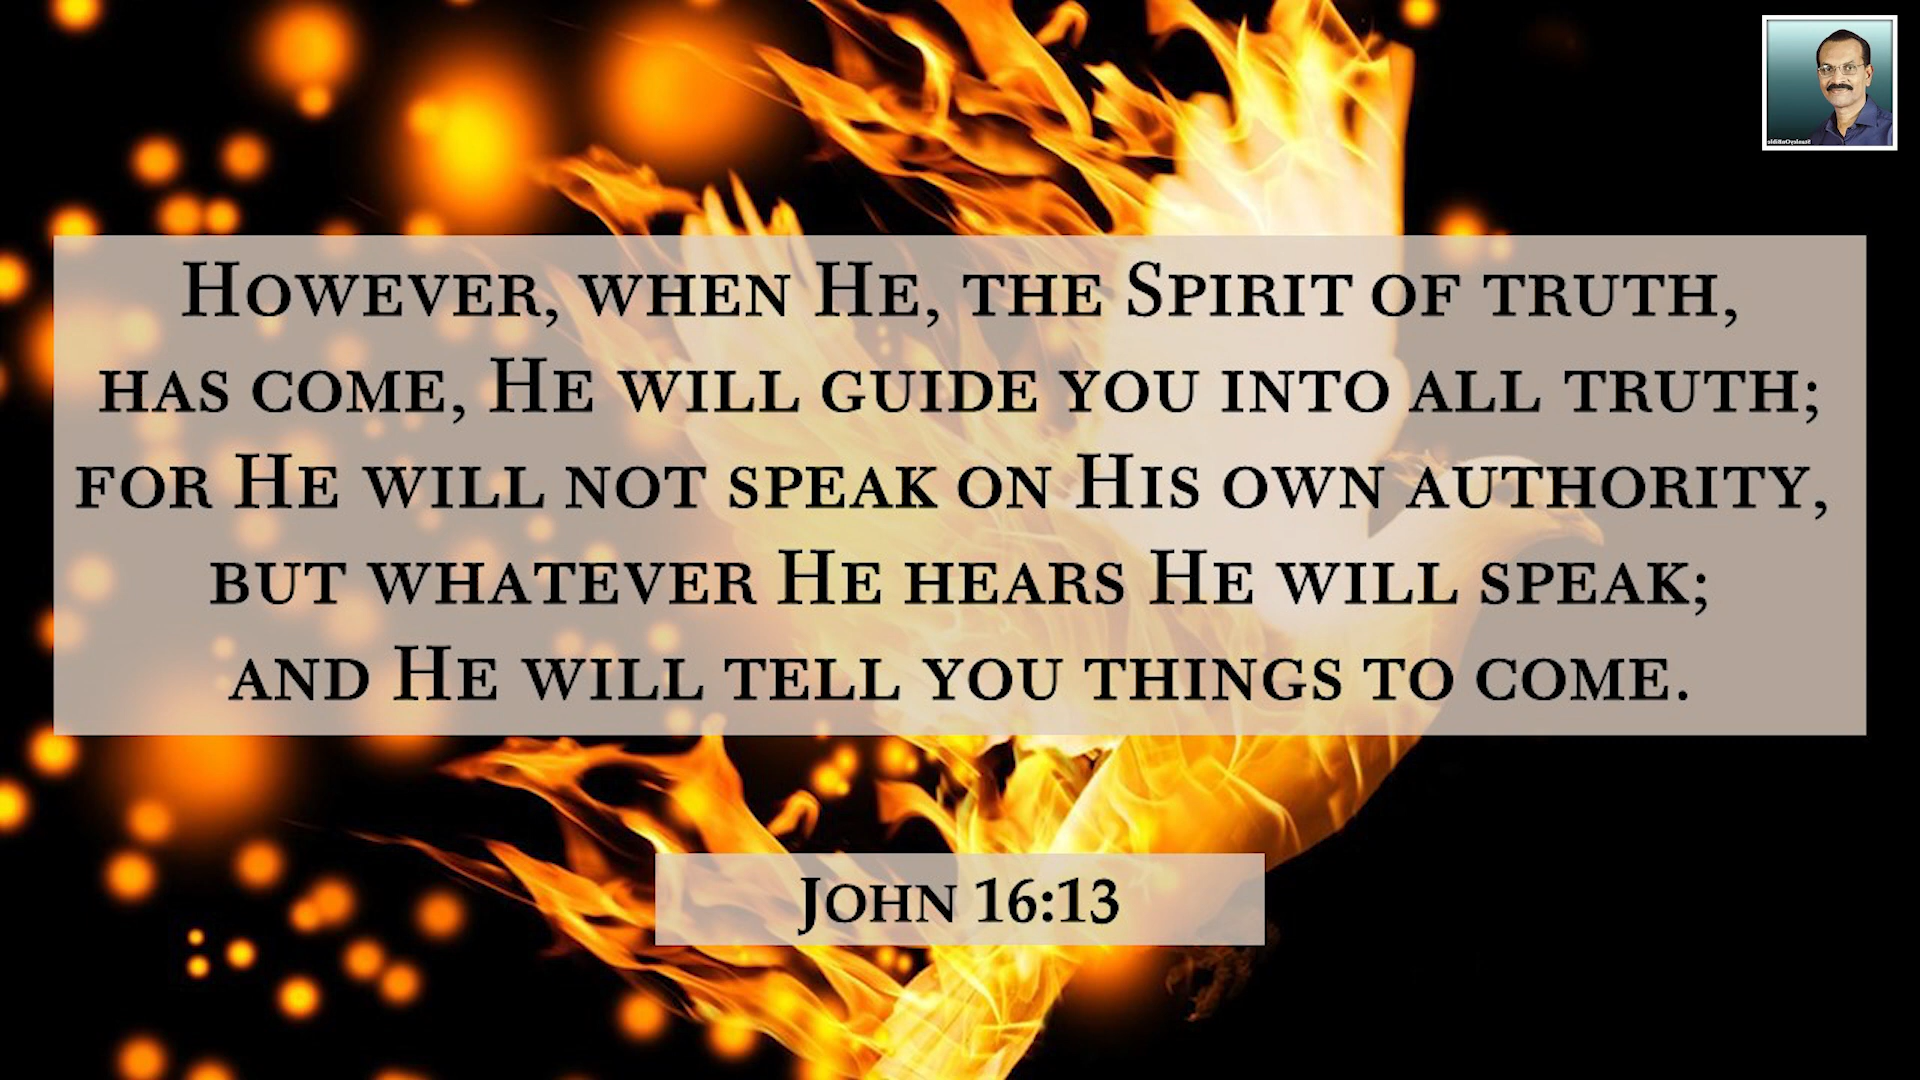 However, when He, the Spirit of truth,
has come, He will guide you into all truth;
for He will not speak on His own authority,
but whatever He hears He will speak;
and He will tell you things to come.
John 16:13
StanleyOnBible